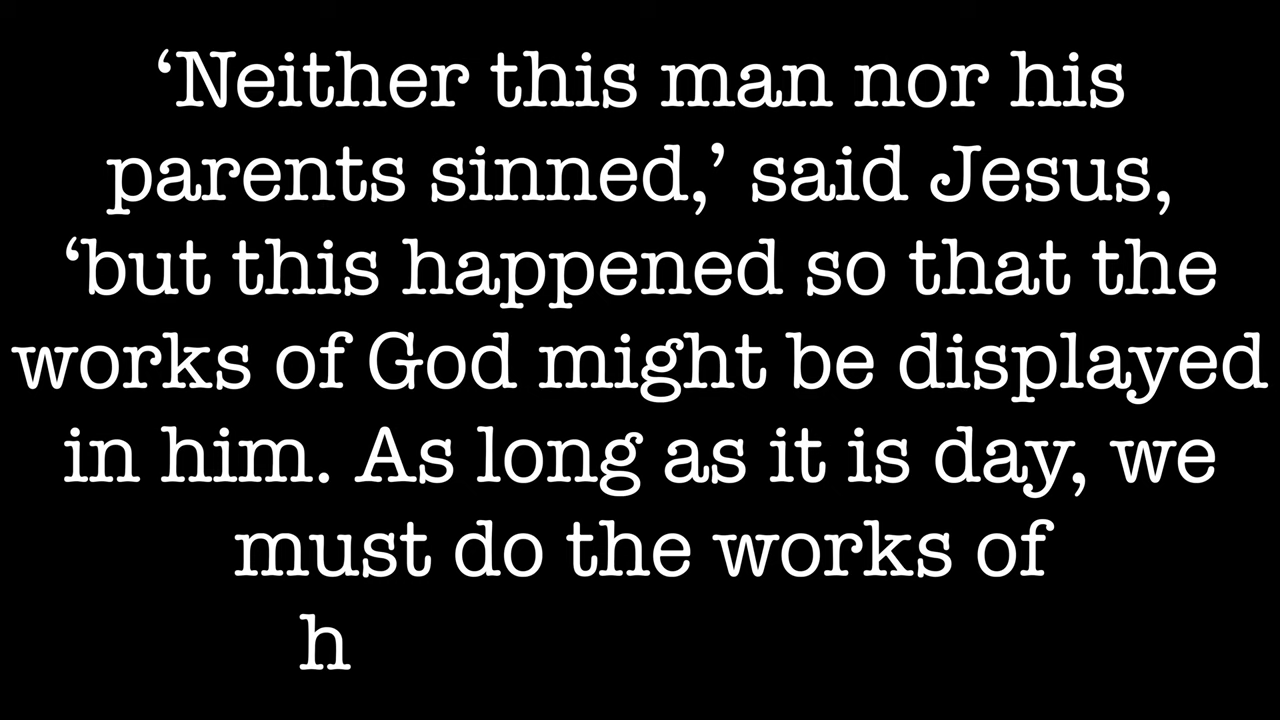 ‘Neither this man nor his
parents sinned,’ said Jesus,
‘but this happened so that the
works of God might be displayed
in him. As long as it is day, we
must do the works of
h